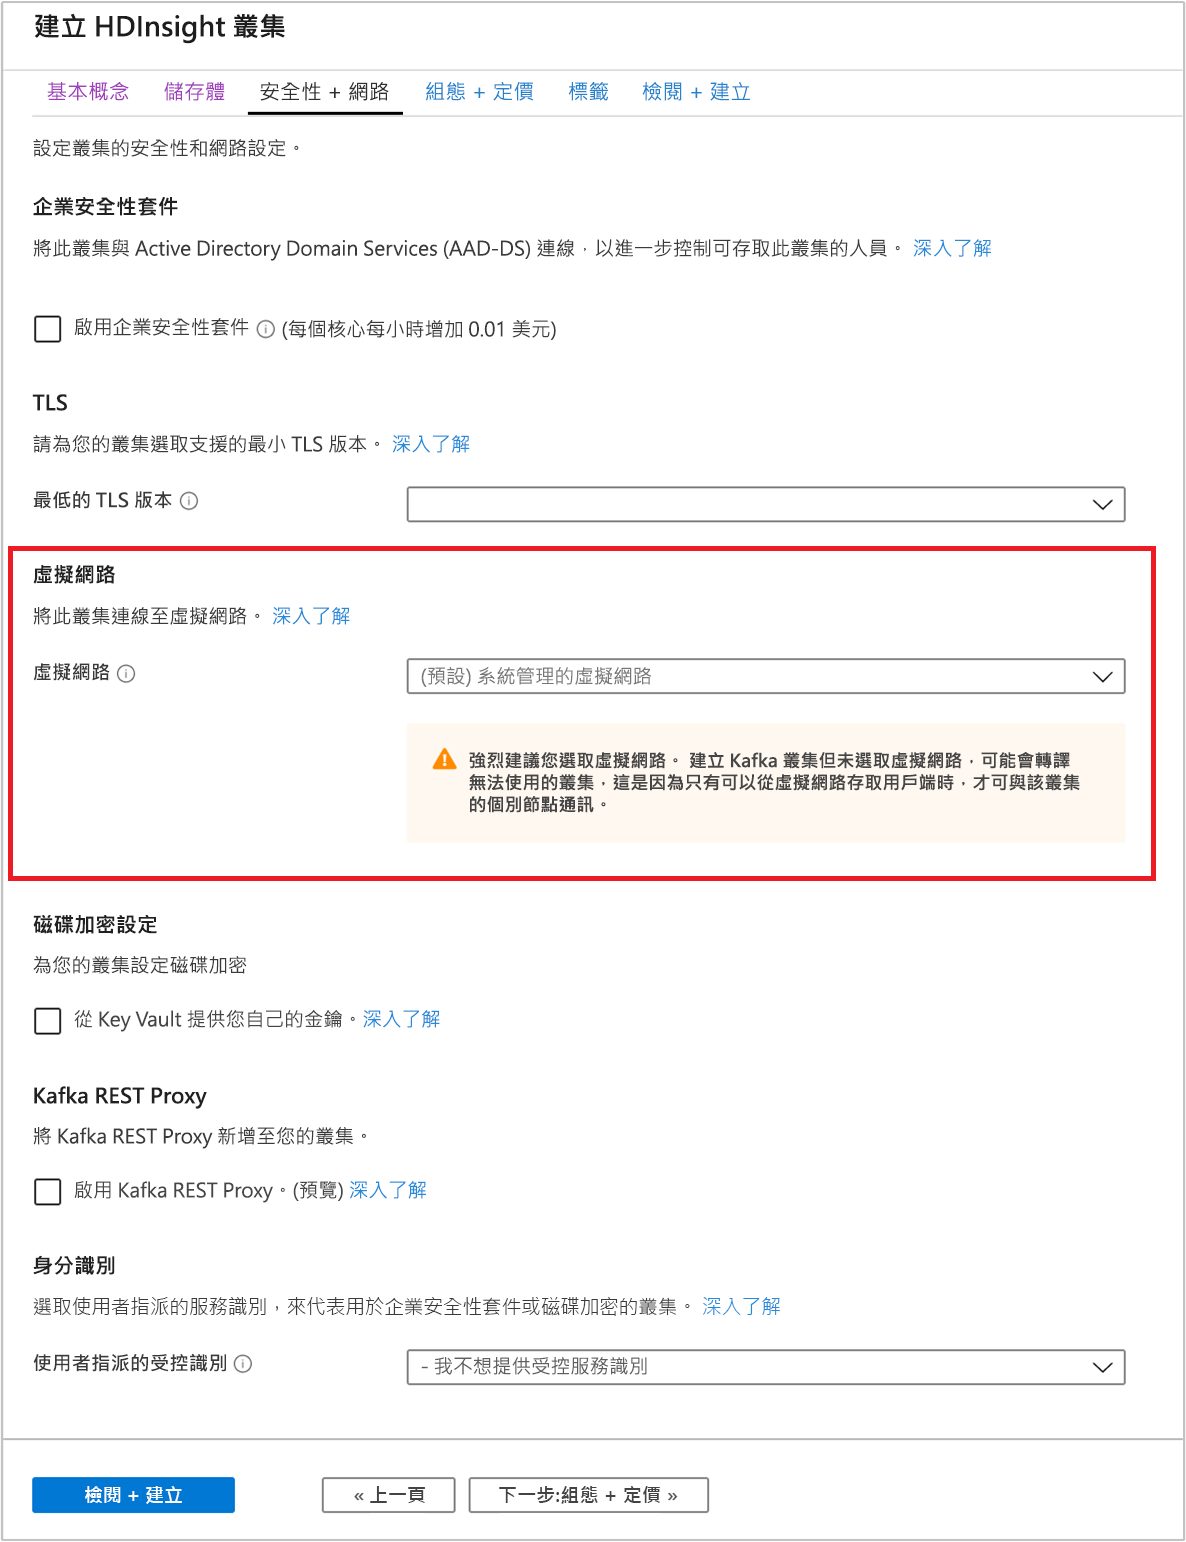 建立 HDInsight 叢集
基本概念 儲存體 安全性 + 網路 組態 + 定價 標籤 檢閱 + 建立
設定叢集的安全性和網路設定。
企業安全性套件
將此叢集與 Active Directory Domain Services (AAD-DS) 連線，以進一步控制可存取此叢集的人員。 深入了解
啟用企業安全性套件 (每個核心每小時增加 0.01 美元)
TLS
請為您的叢集選取支援的最小 TLS 版本。 深入了解
最低的 TLS 版本
虛擬網路
將此叢集連線至虛擬網路。 深入了解
虛擬網路 (預設) 系統管理的虛擬網路
強烈建議您選取虛擬網路。 建立 Kafka 叢集但未選取虛擬網路，可能會轉譯
無法使用的叢集，這是因為只有可以從虛擬網路存取用戶端時，才可與該叢集
的個別節點通訊。
磁碟加密設定
為您的叢集設定磁碟加密
從 Key Vault 提供您自己的金鑰。深入了解
Kafka REST Proxy
將 Kafka REST Proxy 新增至您的叢集。
啟用 Kafka REST Proxy。(預覽) 深入了解
身分識別
選取使用者指派的服務識別，來代表用於企業安全性套件或磁碟加密的叢集。 深入了解
使用者指派的受控識別 - 我不想提供受控服務識別
檢閱 + 建立 « 上一頁 下一步:組態 + 定價 »